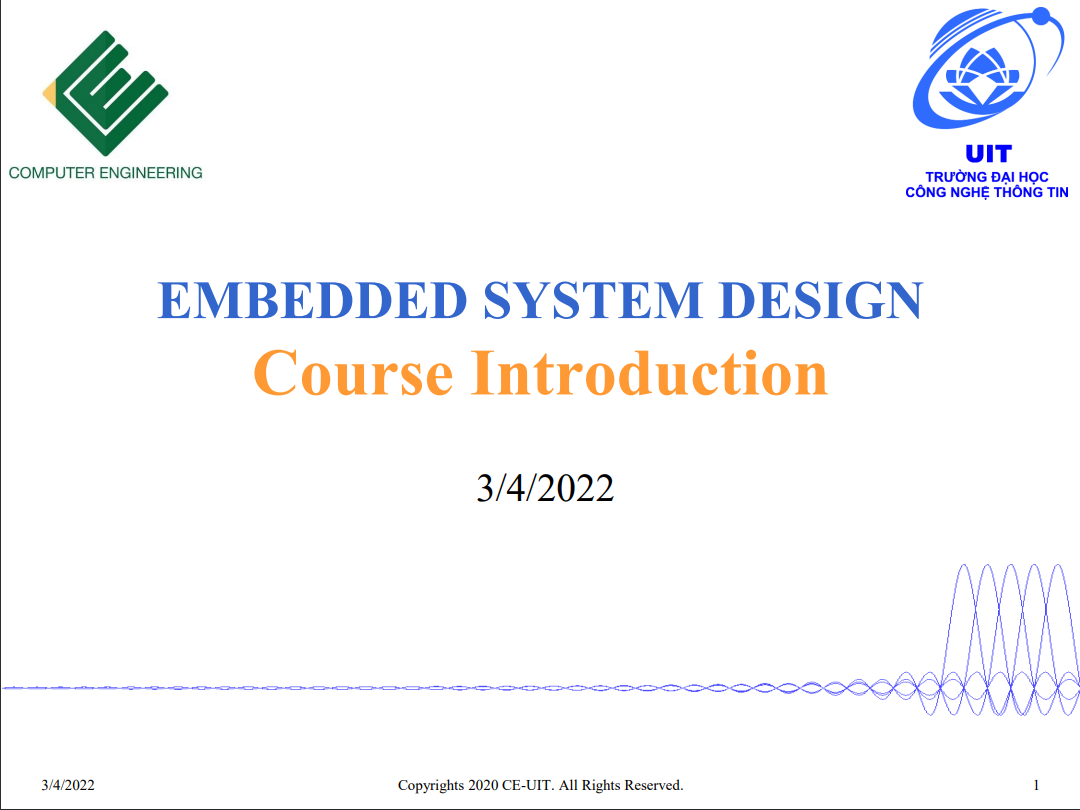 COMPUTER ENGINEERING
UIT
TRƯỜNG ĐẠI HỌC
CÔNG NGHỆ THÔNG TIN
EMBEDDED SYSTEM DESIGN
Course Introduction
3/4/2022
3/4/2022
Copyrights 2020 CE-UIT. All Rights Reserved.
1